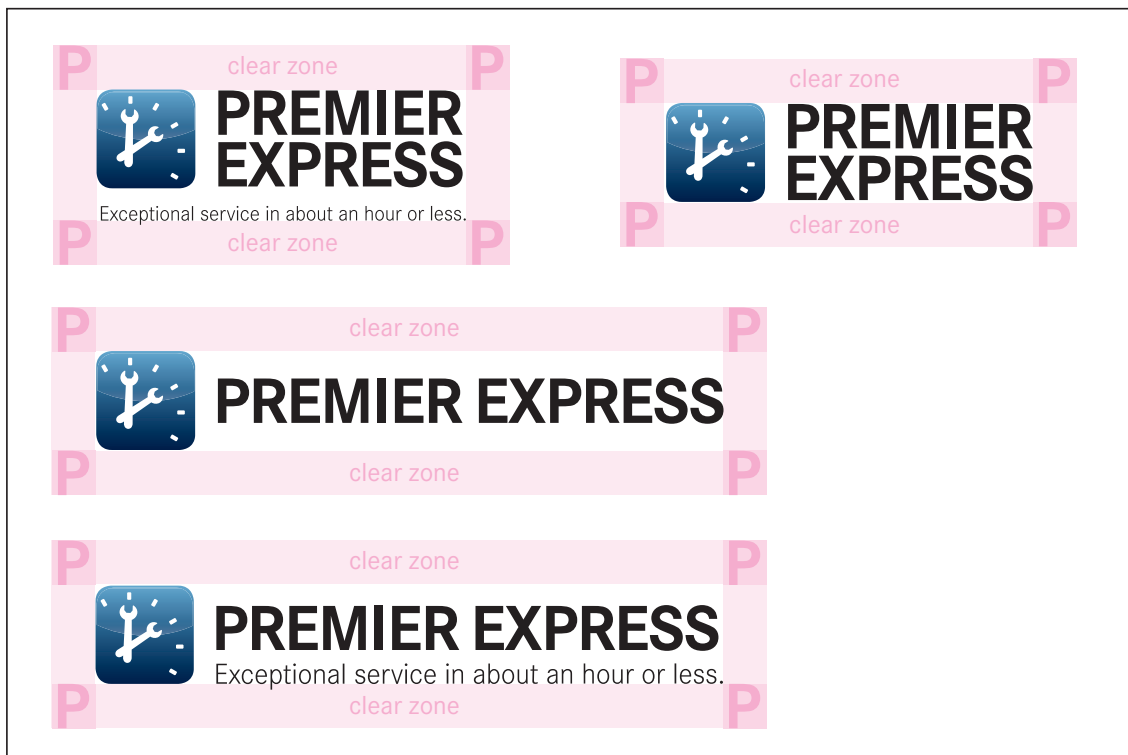 P clear zone P
PREMIER
EXPRESS
Exceptional service in about an hour or less.
P clear zone P
P clear zone P
PREMIER
EXPRESS
P clear zone P
P clear zone P
PREMIER EXPRESS
P clear zone P
P clear zone P
PREMIER EXPRESS
Exceptional service in about an hour or less.
P clear zone P